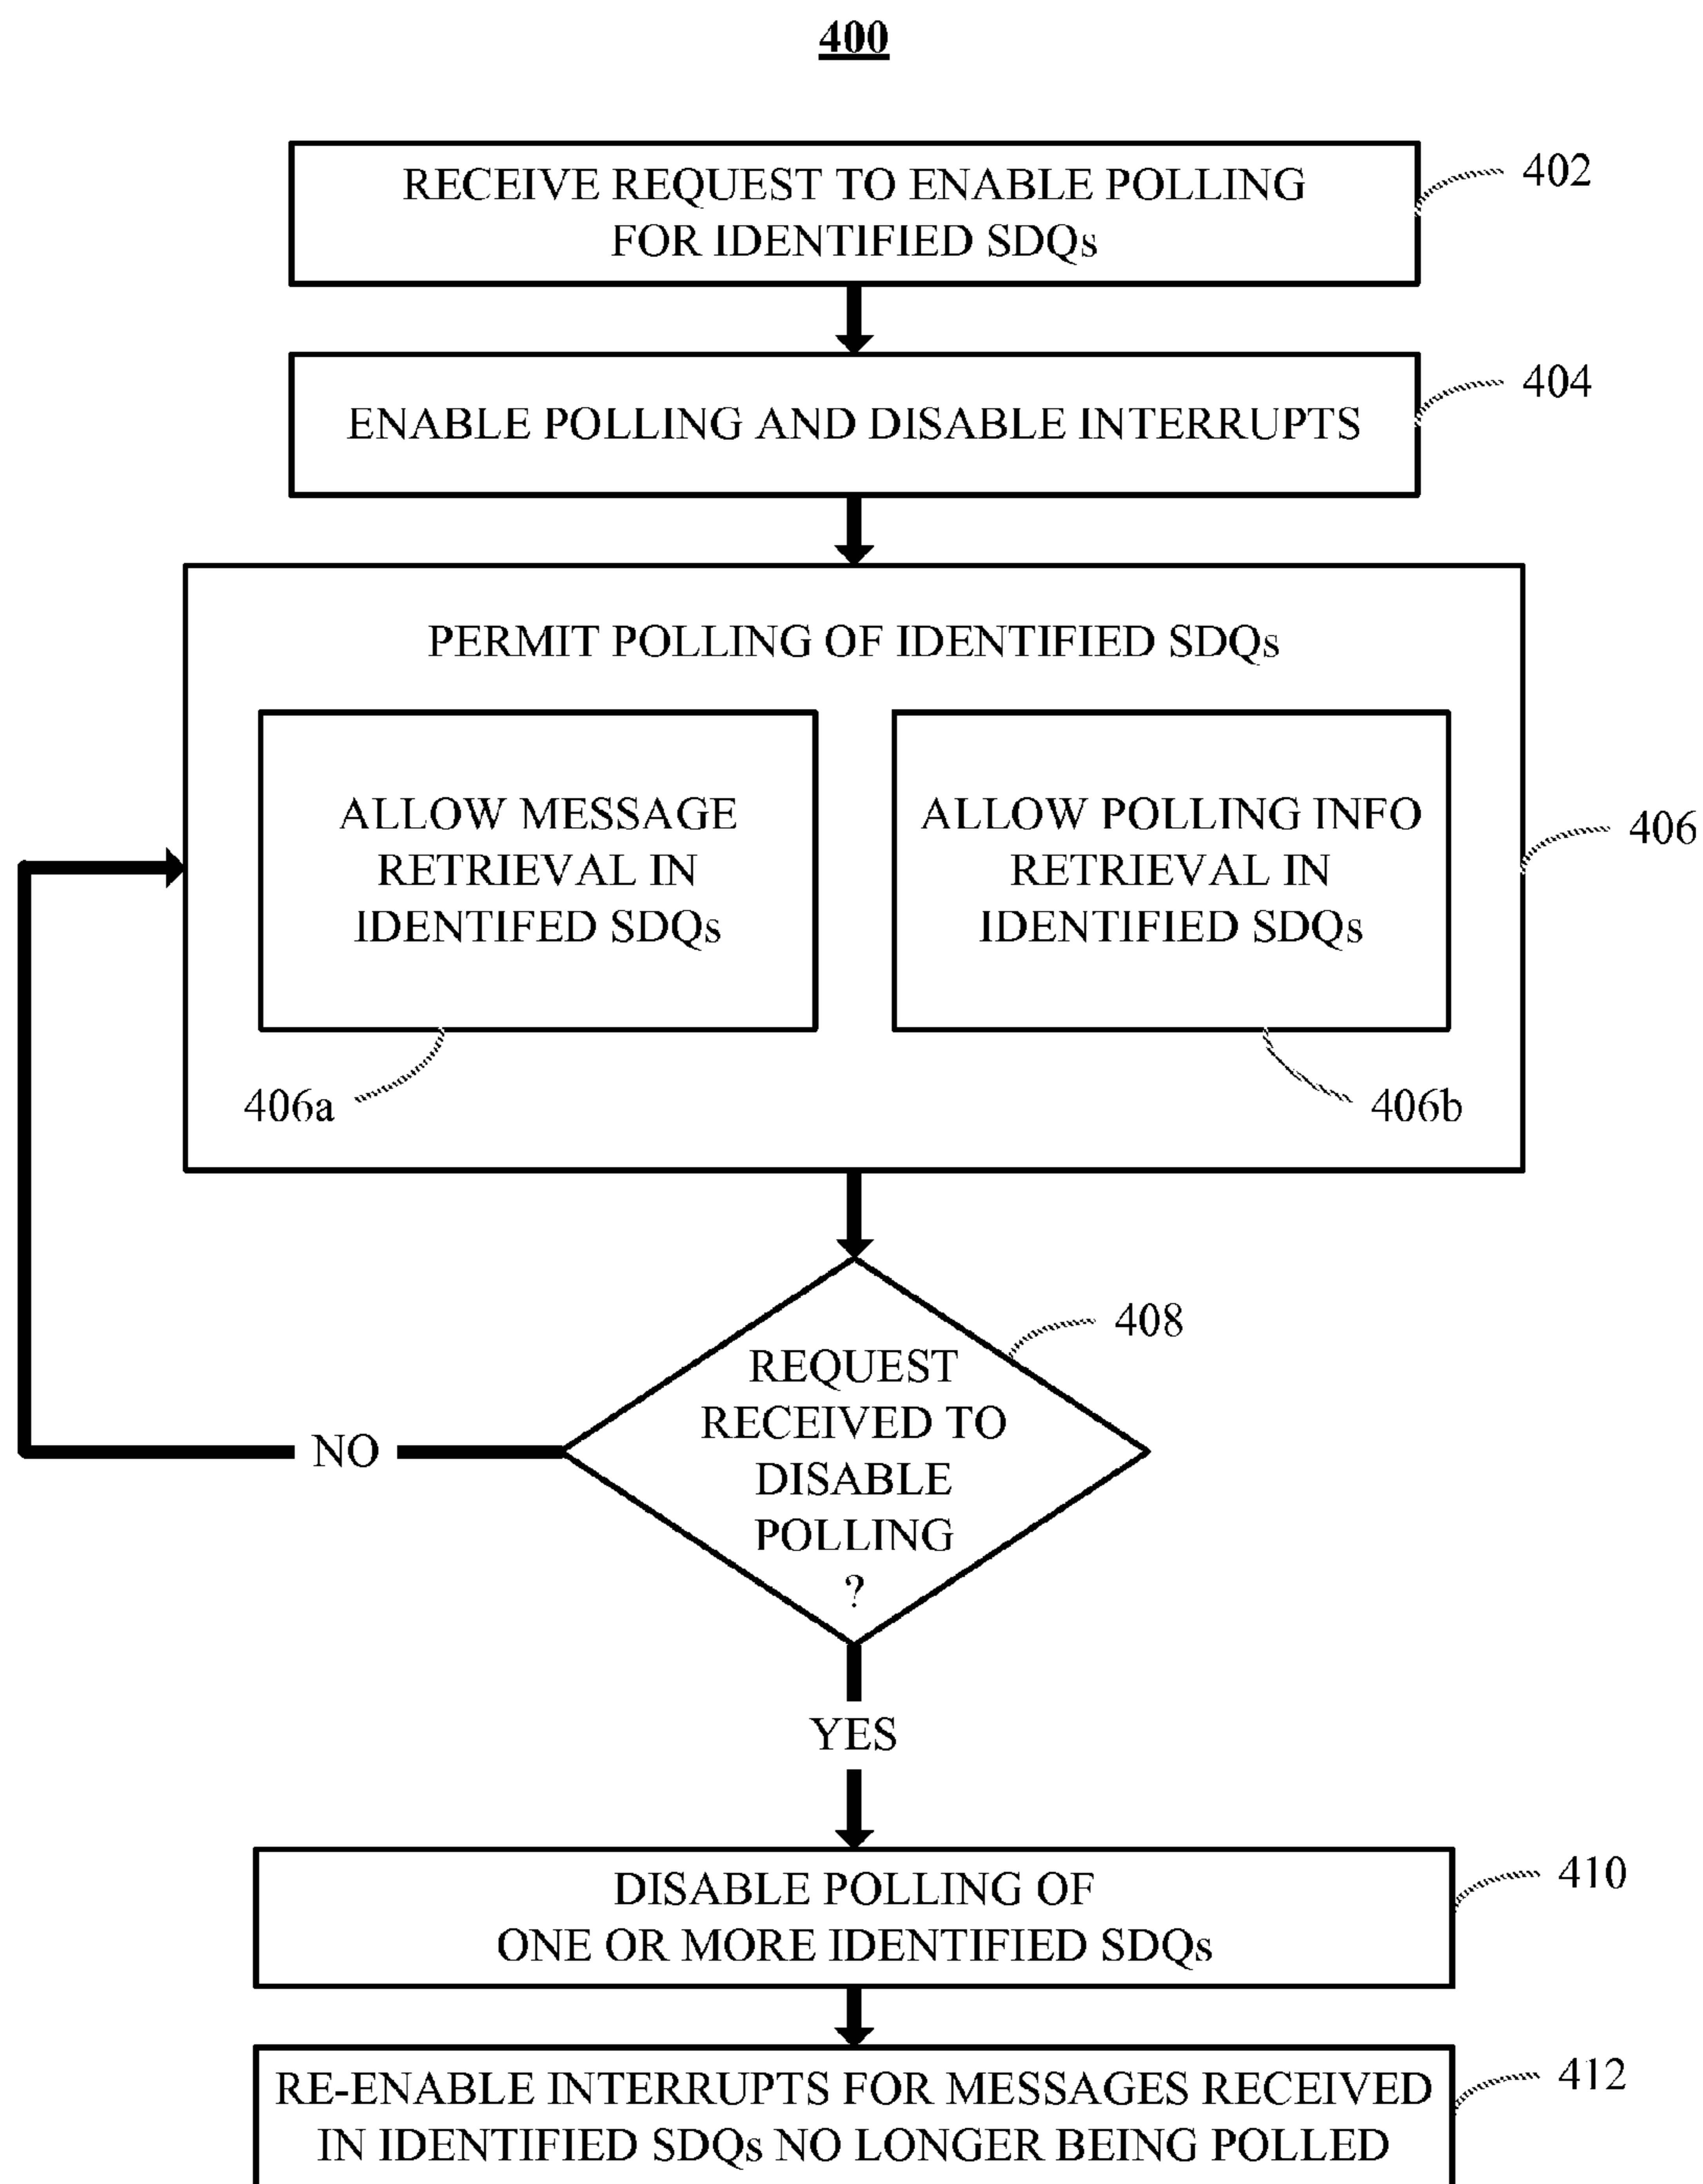 400
RECEIVE REQUEST TO ENABLE POLLING
FOR IDENTIFIED SDQs
402
ENABLE POLLING AND DISABLE INTERRUPTS
404
PERMIT POLLING OF IDENTIFIED SDQs
ALLOW MESSAGE
RETRIEVAL IN
IDENTIFED SDQs
ALLOW POLLING INFO
RETRIEVAL IN
IDENTIFIED SDQs
406
406a
406b
REQUEST
RECEIVED TO
DISABLE
POLLING
?
408
NO
YES
DISABLE POLLING OF
ONE OR MORE IDENTIFIED SDQs
410
RE-ENABLE INTERRUPTS FOR MESSAGES RECEIVED
IN IDENTIFIED SDQs NO LONGER BEING POLLED
412